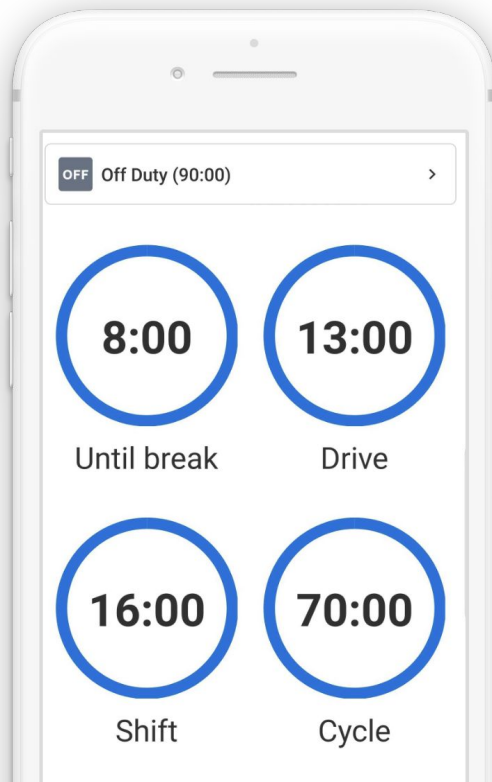 OFF Off Duty (90:00)
8:00 13:00
Until break Drive
16:00 70:00
Shift Cycle